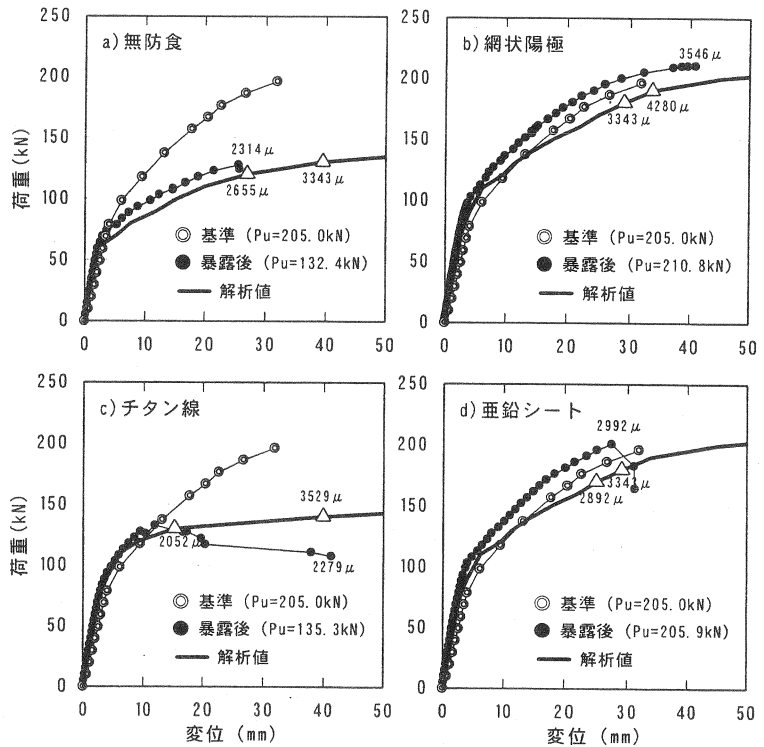 a)無防食
250
200
150
100
50
0
荷重(kN)
2314μ
2655μ
3343μ
基準 (Pu=205.0kN)
暴露後 (Pu=132.4kN)
解析値
0 10 20 30 40 50
b)網状陽極
250
200
150
100
50
0
3546μ
3343μ
4280μ
基準 (Pu=205.0kN)
暴露後 (Pu=210.8kN)
解析値
0 10 20 30 40 50
c)チタン線
250
200
150
100
50
0
荷重(kN)
3529μ
2052μ
2279μ
基準 (Pu=205.0kN)
暴露後 (Pu=135.3kN)
解析値
0 10 20 30 40 50
変位(mm)
d)亜鉛シート
250
200
150
100
50
0
2992μ
3343μ
2892μ
基準 (Pu=205.0kN)
暴露後 (Pu=205.9kN)
解析値
0 10 20 30 40 50
変位 (mm)